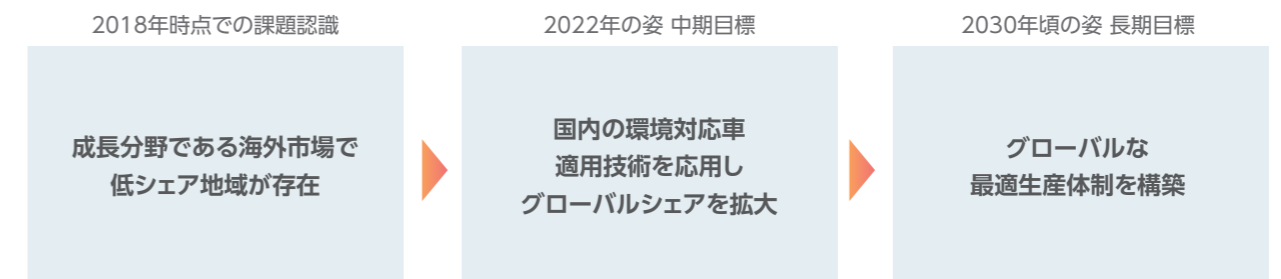 2018年時点での課題認識
成長分野である海外市場で
低シェア地域が存在
2022年の姿 中期目標
国内の環境対応車
適用技術を応用し
グローバルシェアを拡大
2030年頃の姿 長期目標
グローバルな
最適生産体制を構築